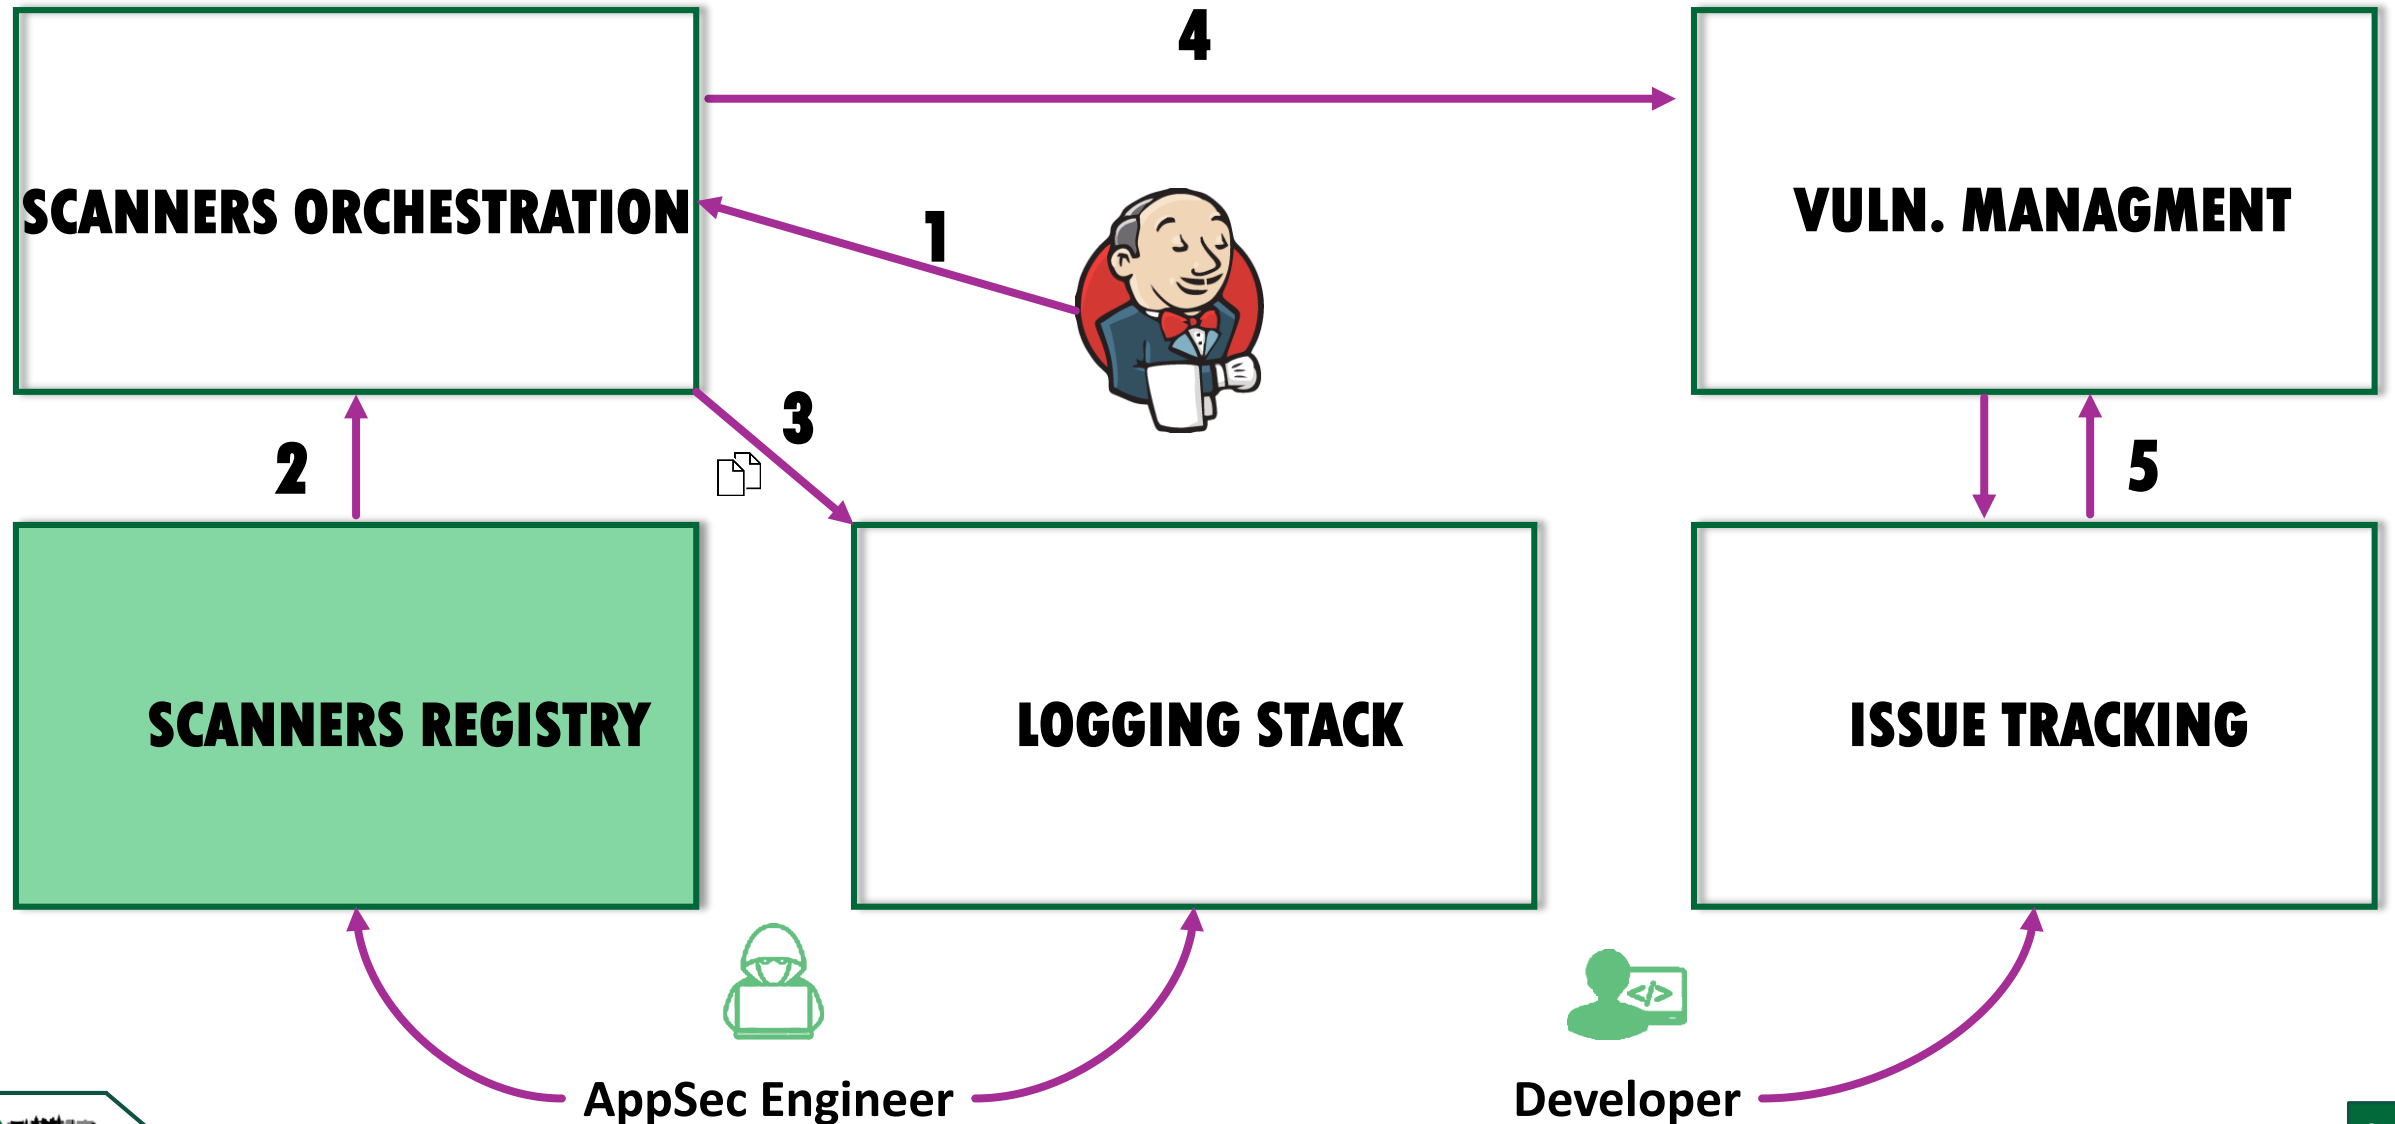 4
SCANNERS ORCHESTRATION
1
VULN. MANAGMENT
2
3
5
SCANNERS REGISTRY
LOGGING STACK
ISSUE TRACKING
</>
AppSec Engineer
Developer